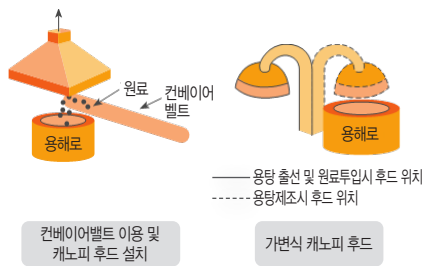 원료
컨베이어
벨트
용해로
용해로
용탕 출선 및 원료투입시 후드 위치
용탕제조시 후드 위치
컨베이어밸트 이용 및
캐노피 후드 설치
가변식 캐노피 후드